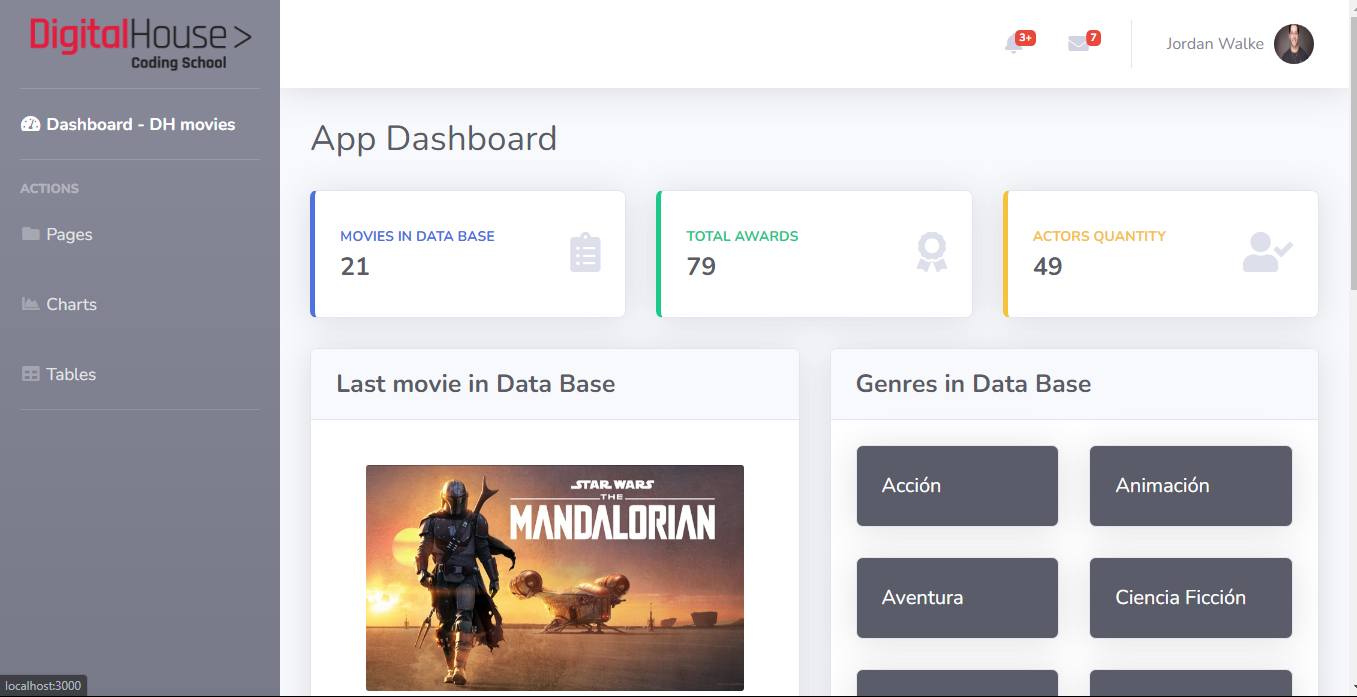 DigitalHouse >
Coding School
Dashboard - DH movies
ACTIONS
Pages
Charts
Tables
3+
7
Jordan Walke
App Dashboard
MOVIES IN DATA BASE
21
TOTAL AWARDS
79
ACTORS QUANTITY
49
Last movie in Data Base
STAR WARS
THE
MANDALORIAN
Genres in Data Base
Acción
Animación
Aventura
Ciencia Ficción
localhost:3000